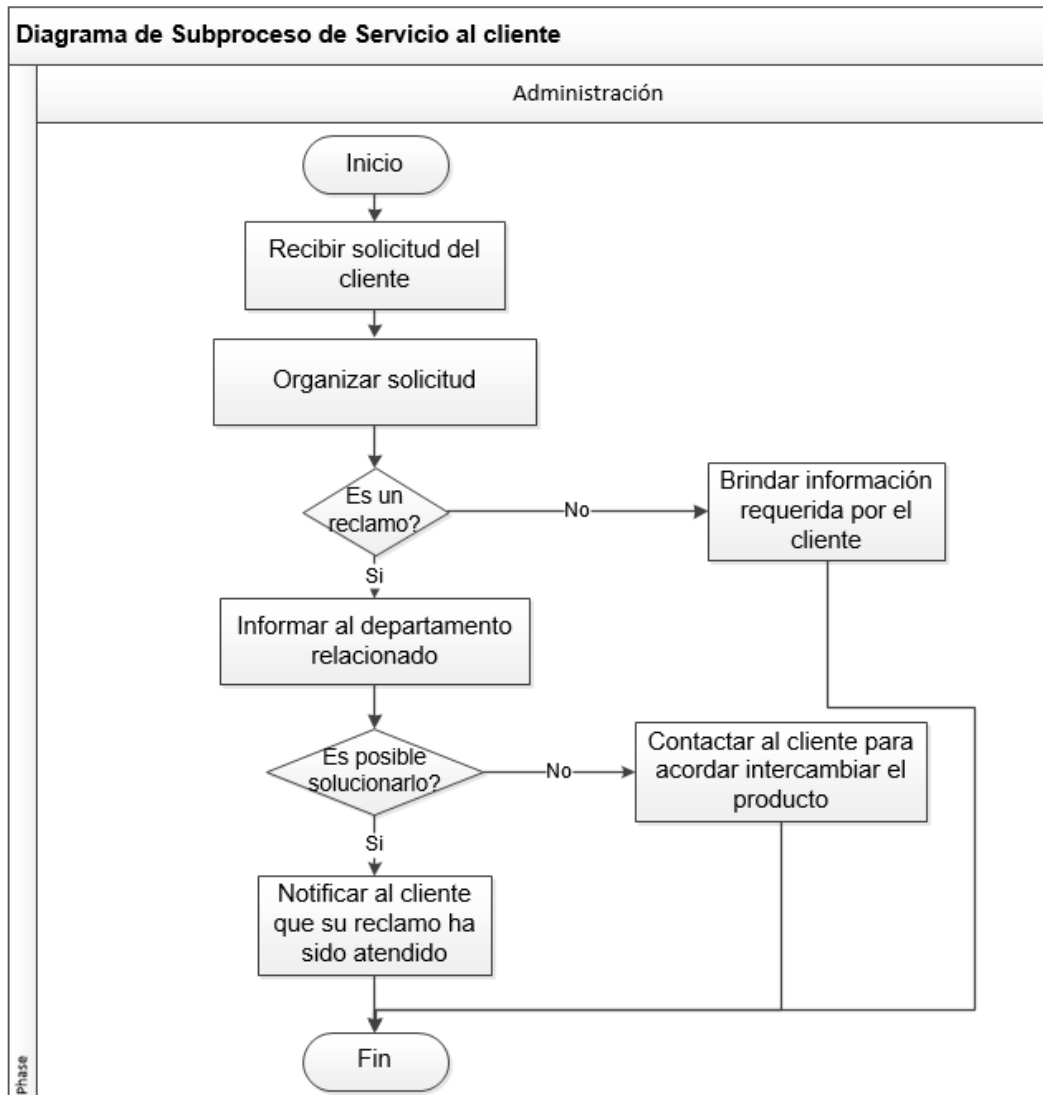 Diagrama de Subproceso de Servicio al cliente
Administración
Inicio
Recibir solicitud del
cliente
Organizar solicitud
Es un
reclamo?
No
Brindar información
requerida por el
cliente
Si
Informar al departamento
relacionado
Es posible
solucionarlo?
No
Contactar al cliente para
acordar intercambiar el
producto
Si
Notificar al cliente
que su reclamo ha
sido atendido
Fin
Phase